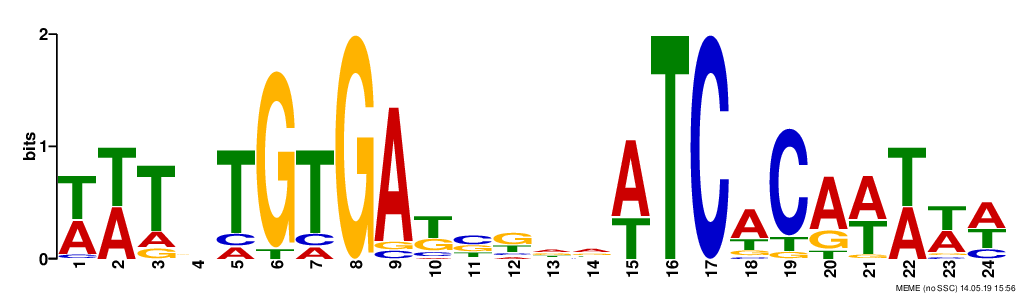 2
bits
1
0
T T T T G T G A T C G A A A T C A C A A T T A
A A A C T C G G G T T T G T A A T
C G A A C C T G G T C
1 2 3 4 5 6 7 8 9 10 11 12 13 14 15 16 17 18 19 20 21 22 23 24
MEME (no SSC) 14.05.19 15:56